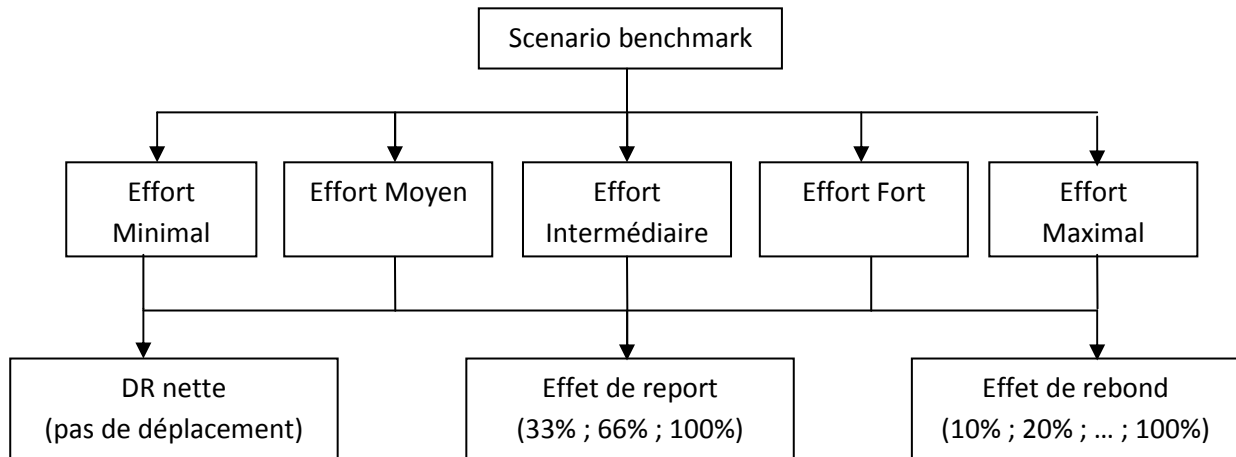 Scenario benchmark
Effort
Minimal
Effort Moyen
Effort
Intermédiaire
Effort Fort
Effort
Maximal
DR nette
(pas de déplacement)
Effet de report
(33% ; 66% ; 100%)
Effet de rebond
(10% ; 20% ; … ; 100%)